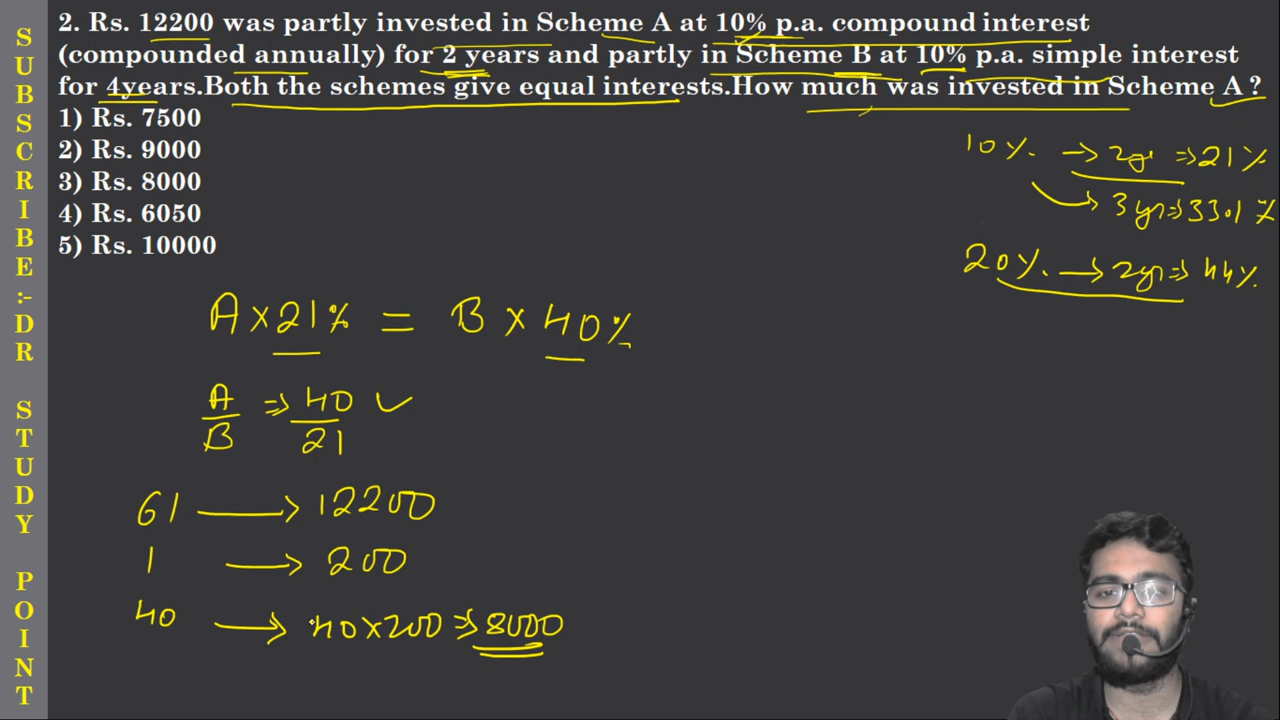 SUBSCRIBE :- DR STUDY POINT
2. Rs. 12200 was partly invested in Scheme A at 10% p.a. compound interest
(compounded annually) for 2 years and partly in Scheme B at 10% p.a. simple interest
for 4years.Both the schemes give equal interests.How much was invested in Scheme A ?
1) Rs. 7500
2) Rs. 9000
3) Rs. 8000
4) Rs. 6050
5) Rs. 10000
10% → 2yr ⇒ 21%
→ 3yr ⇒ 33.1%
20% → 2yr ⇒ 44%
A × 21% = B × 40%
A/B ⇒ 40/21 ✓
61 → 12200
1 → 200
40 → 40×200 ⇒ 8000